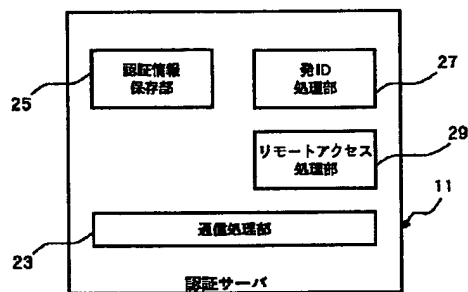 認証情報
保存部
25
発ID
処理部
27
リモートアクセス
処理部
29
11
通信処理部
23
認証サーバ